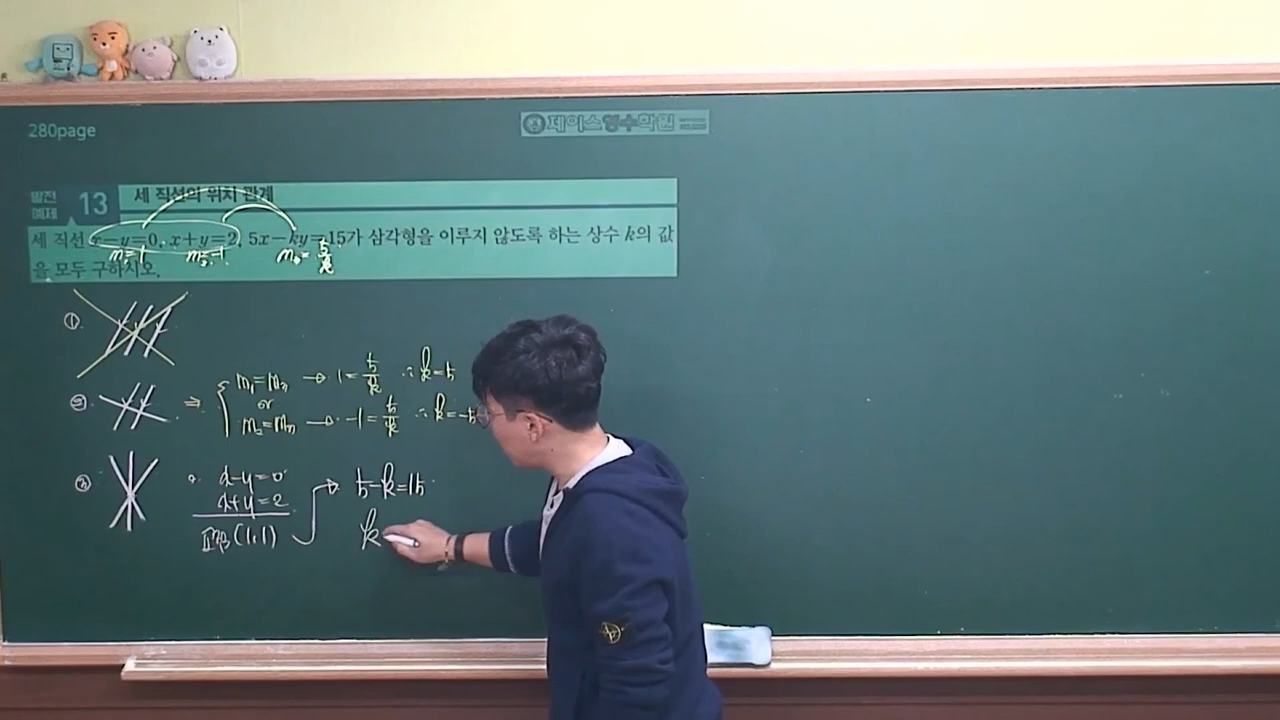 280page
제이스영수학원
발전 예제 13 세 직선의 위치 관계
세 직선 x-y=0, x+y=2, 5x-ky=15가 삼각형을 이루지 않도록 하는 상수 k의 값
을 모두 구하시오.
m₁=1 m₂=-1 m₃=5/k
①
② ⇒ { m₁=m₃ → 1=5/k ∴ k=5
or
m₂=m₃ → -1=5/k ∴ k=-5
③ x-y=0 → 5-k=15
x+y=2
교점(1,1) k